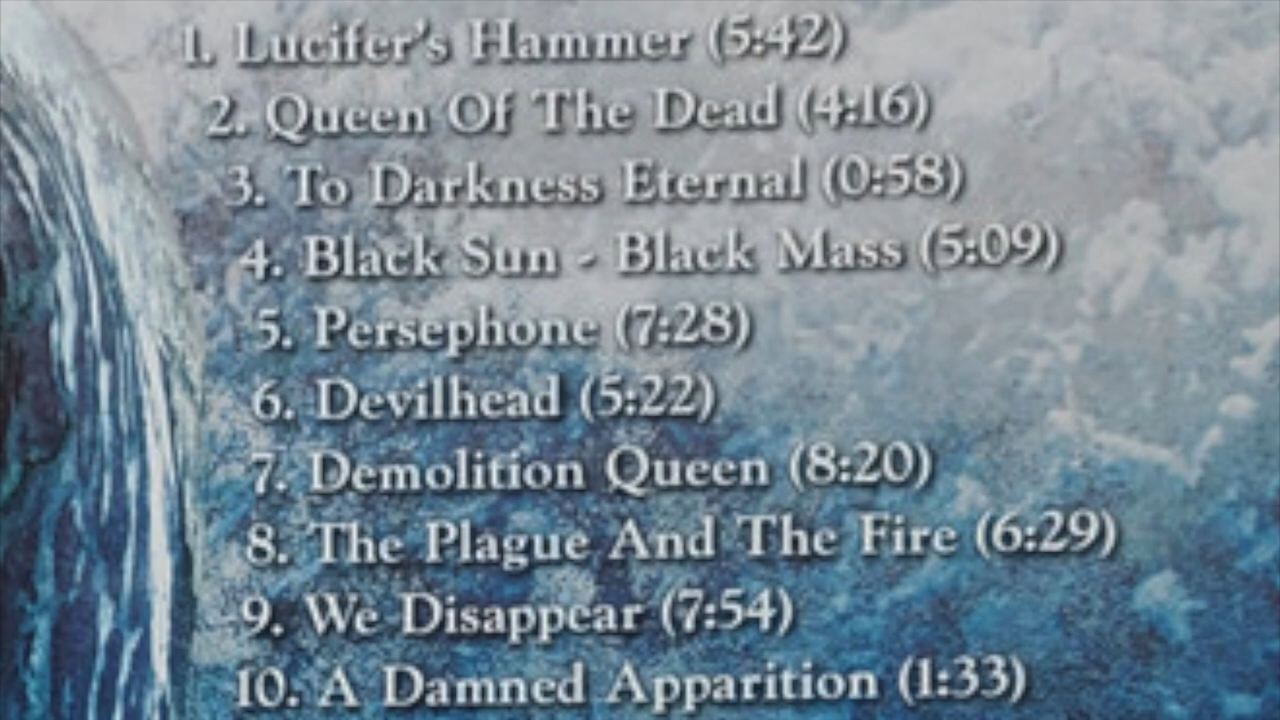 1. Lucifer's Hammer (5:42)
2. Queen Of The Dead (4:16)
3. To Darkness Eternal (0:58)
4. Black Sun - Black Mass (5:09)
5. Persephone (7:28)
6. Devilhead (5:22)
7. Demolition Queen (8:20)
8. The Plague And The Fire (6:29)
9. We Disappear (7:54)
10. A Damned Apparition (1:33)